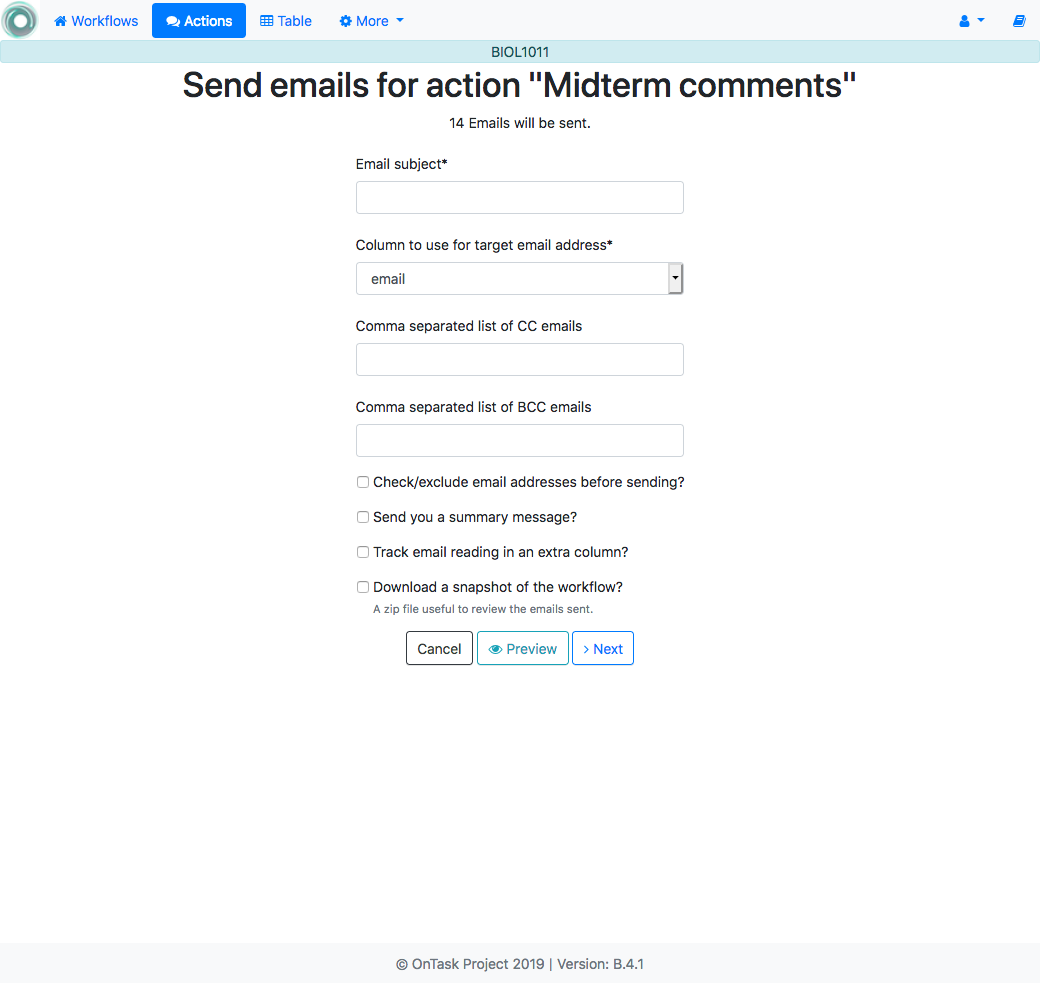 Workflows Actions Table More
BIOL1011
Send emails for action "Midterm comments"
14 Emails will be sent.
Email subject*
Column to use for target email address*
email
Comma separated list of CC emails
Comma separated list of BCC emails
Check/exclude email addresses before sending?
Send you a summary message?
Track email reading in an extra column?
Download a snapshot of the workflow?
A zip file useful to review the emails sent.
Cancel Preview Next
© OnTask Project 2019 | Version: B.4.1